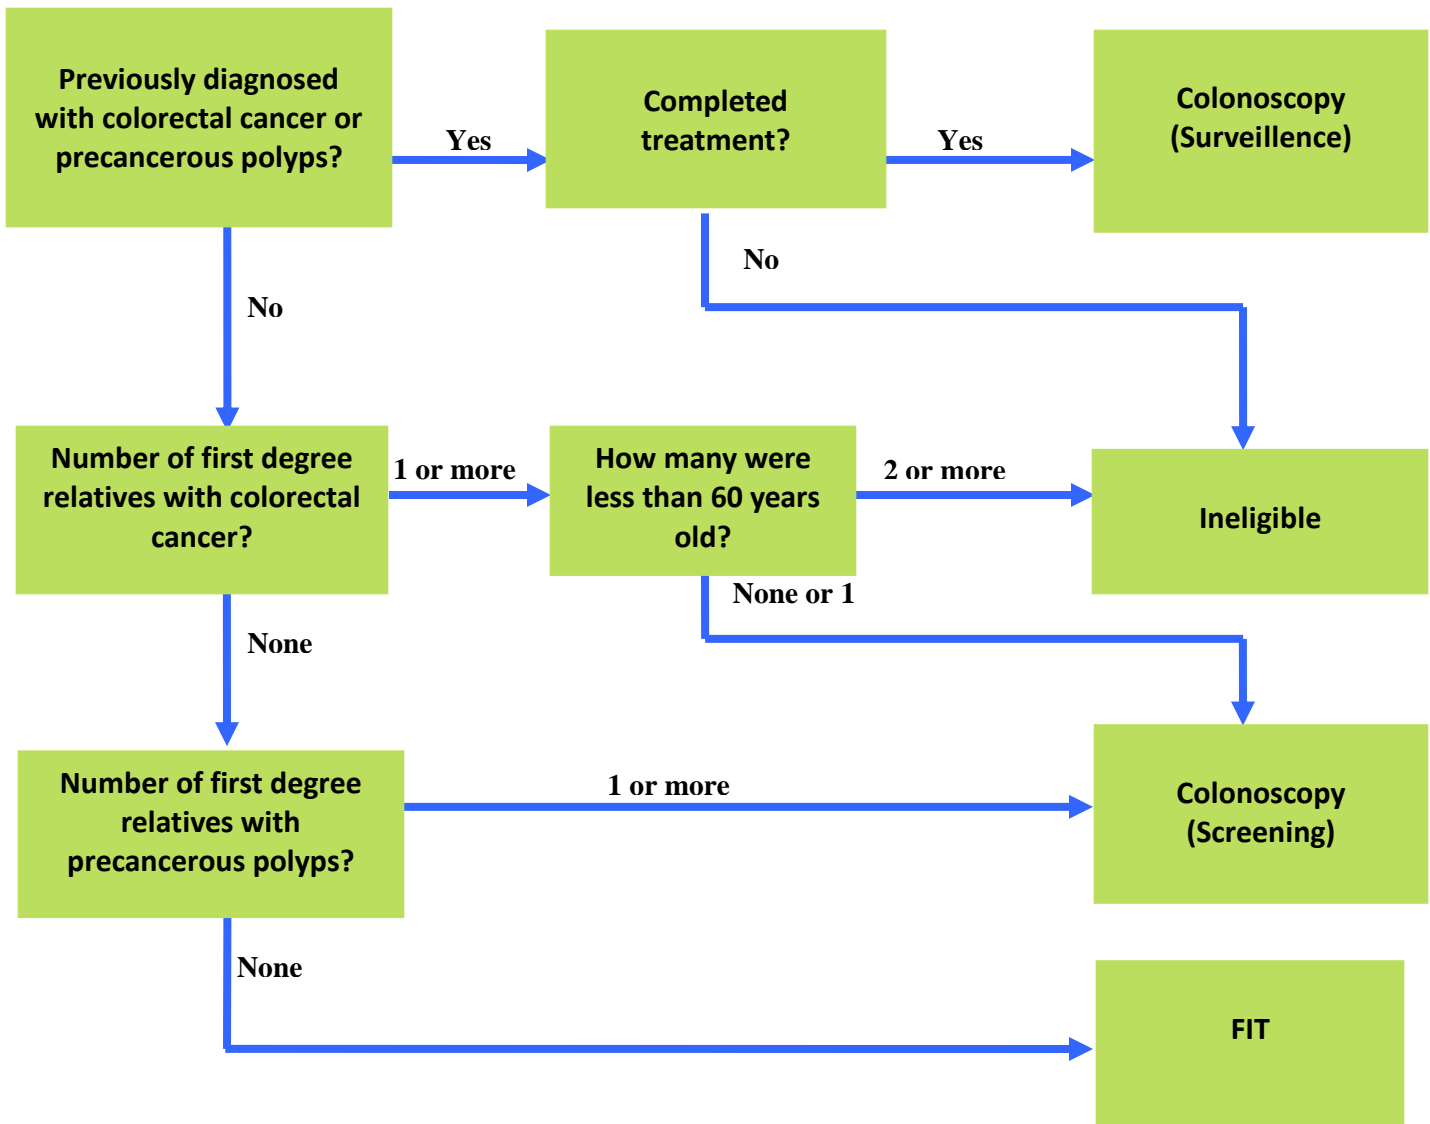 Previously diagnosed
with colorectal cancer or
precancerous polyps?
Yes
Completed
treatment?
Yes
Colonoscopy
(Surveillence)
No
No
Number of first degree
relatives with colorectal
cancer?
1 or more
How many were
less than 60 years
old?
2 or more
Ineligible
None or 1
None
Number of first degree
relatives with
precancerous polyps?
1 or more
Colonoscopy
(Screening)
None
FIT